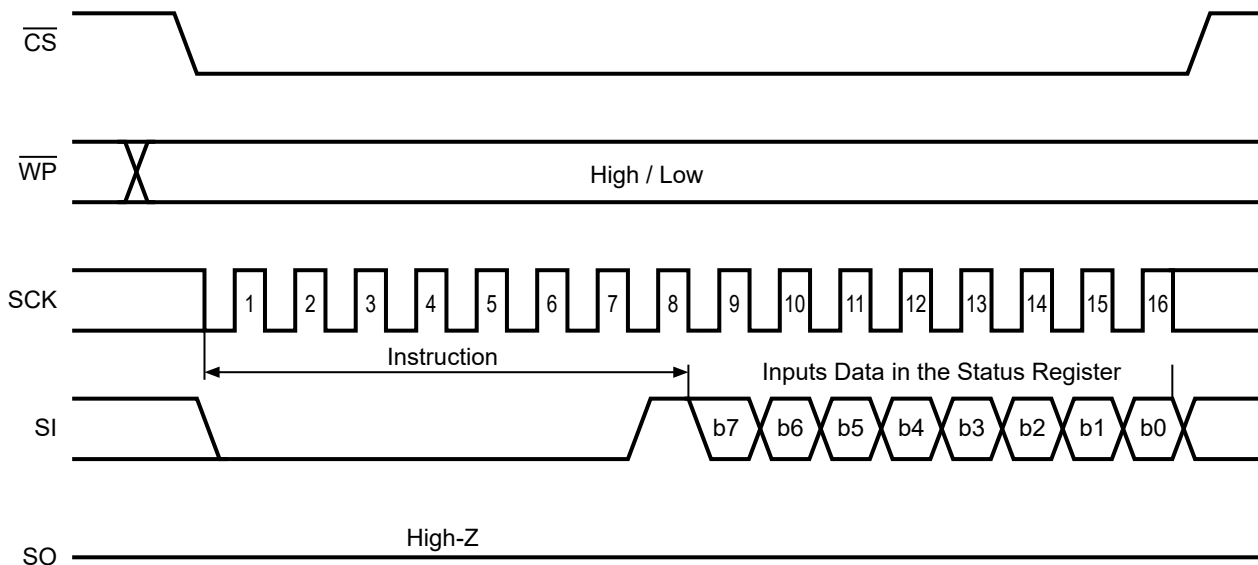 CS
WP
High / Low
SCK
1 2 3 4 5 6 7 8 9 10 11 12 13 14 15 16
Instruction
Inputs Data in the Status Register
SI
b7 b6 b5 b4 b3 b2 b1 b0
High-Z
SO